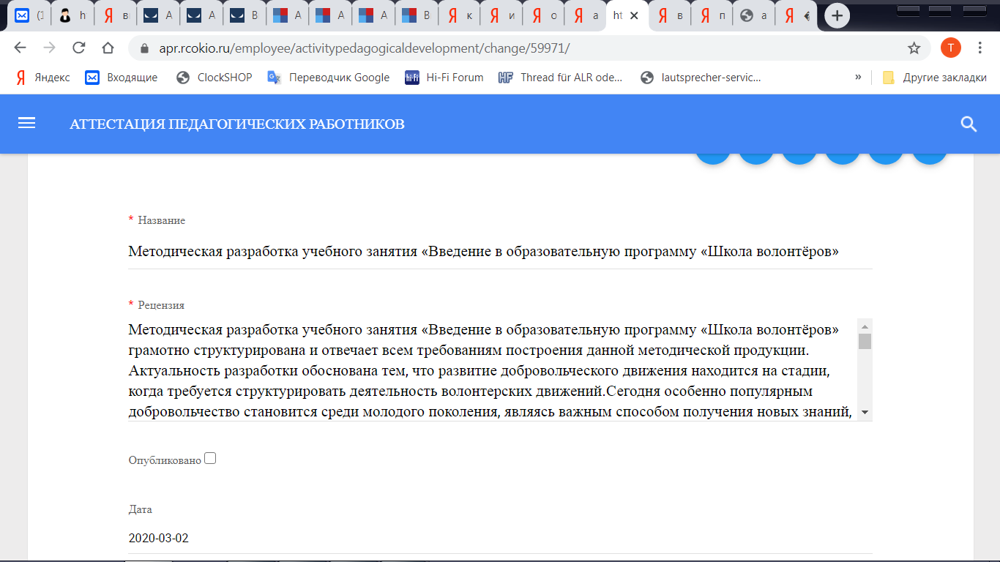 (1
h
Я в
А
А
В
А
А
А
В
Я к
Я и
Я о
Я а
ht
Я в
Я п
а
Я
apr.rcokio.ru/employee/activitypedagogicaldevelopment/change/59971/
T
Я Яндекс
Входящие
ClockSHOP
Переводчик Google
hi-fi Hi-Fi Forum
HF Thread für ALR ode...
lautsprecher-servic...
»
Другие закладки
АТТЕСТАЦИЯ ПЕДАГОГИЧЕСКИХ РАБОТНИКОВ
* Название
Методическая разработка учебного занятия «Введение в образовательную программу «Школа волонтёров»
* Рецензия
Методическая разработка учебного занятия «Введение в образовательную программу «Школа волонтёров»
грамотно структурирована и отвечает всем требованиям построения данной методической продукции.
Актуальность разработки обоснована тем, что развитие добровольческого движения находится на стадии,
когда требуется структурировать деятельность волонтерских движений.Сегодня особенно популярным
добровольчество становится среди молодого поколения, являясь важным способом получения новых знаний,
Опубликовано
Дата
2020-03-02